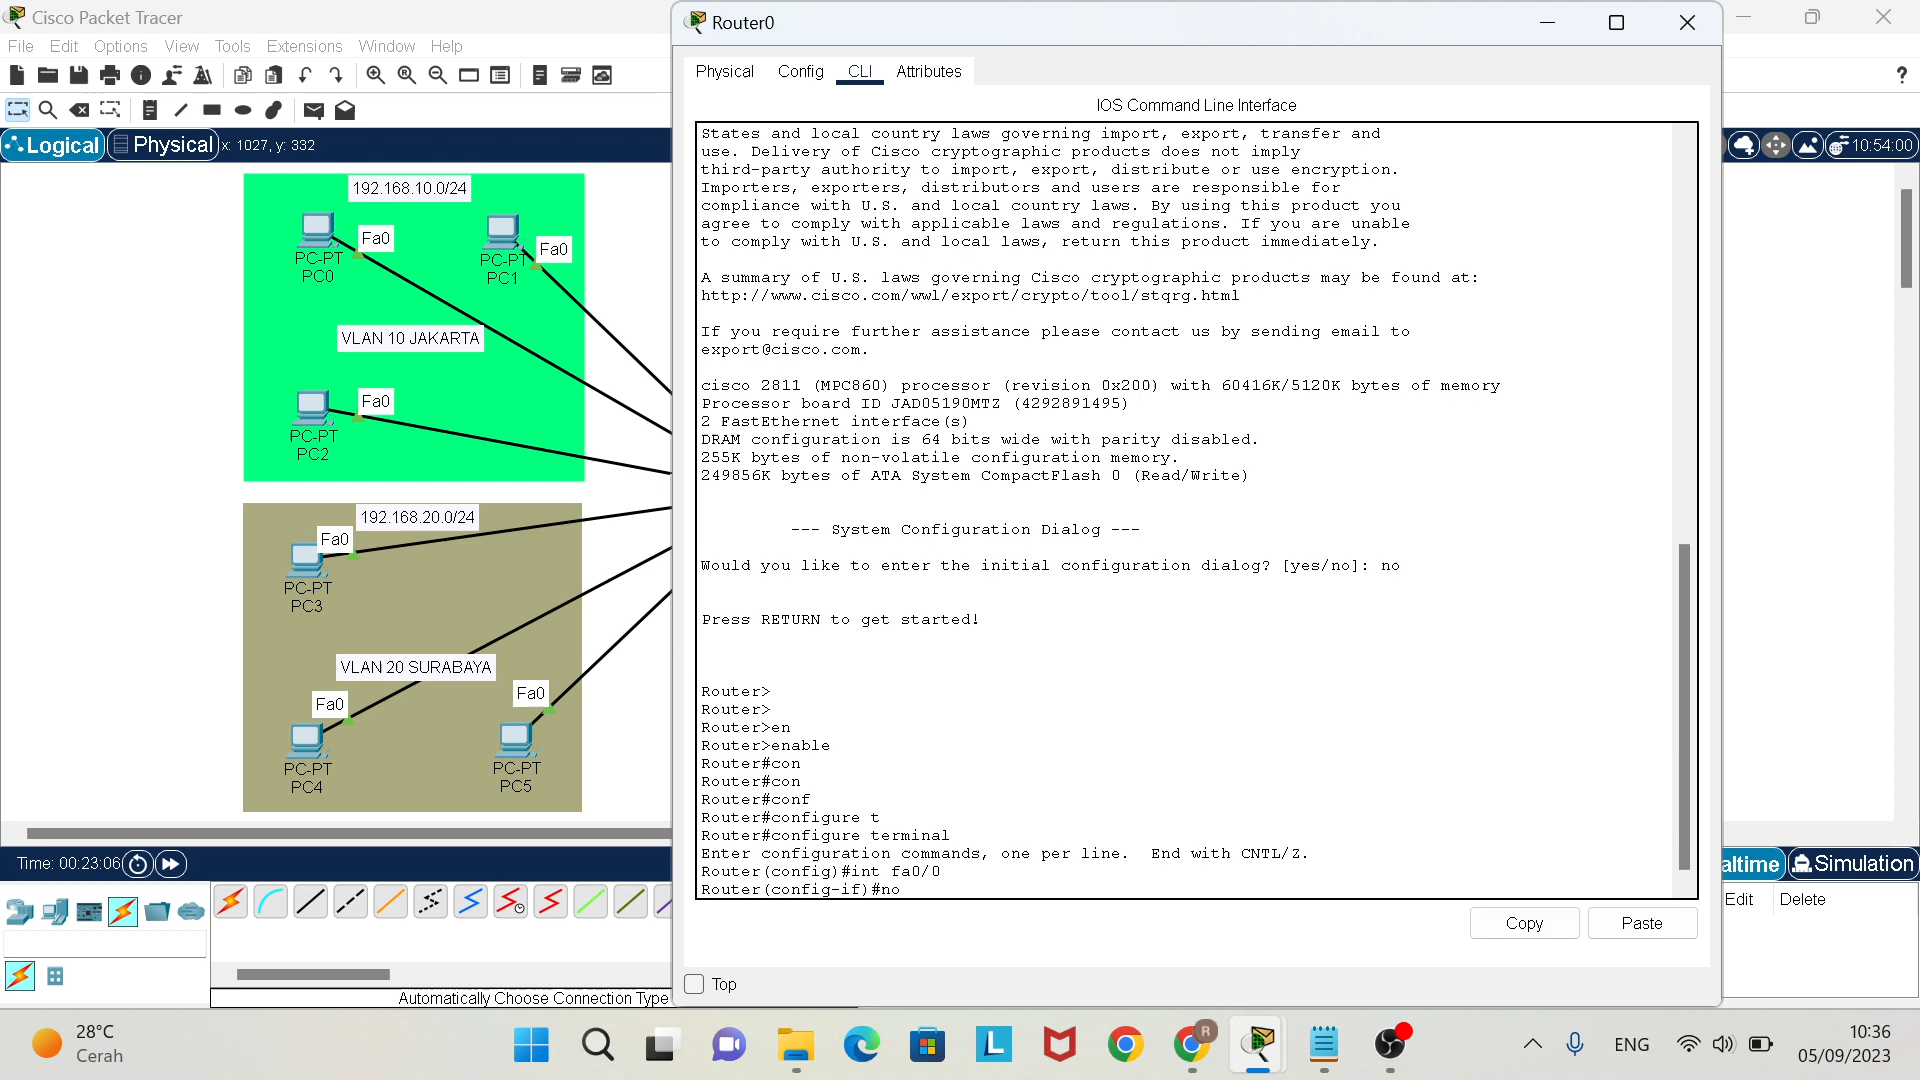 Cisco Packet Tracer
File Edit Options View Tools Extensions Window Help
Logical Physical x: 1027, y: 332
192.168.10.0/24
Fa0
PC-PT
PC0
Fa0
PC-PT
PC1
VLAN 10 JAKARTA
Fa0
PC-PT
PC2
192.168.20.0/24
Fa0
PC-PT
PC3
VLAN 20 SURABAYA
Fa0
PC-PT
PC4
Fa0
PC-PT
PC5
Time: 00:23:06
Automatically Choose Connection Type
Router0
Physical Config CLI Attributes
IOS Command Line Interface
States and local country laws governing import, export, transfer and
use. Delivery of Cisco cryptographic products does not imply
third-party authority to import, export, distribute or use encryption.
Importers, exporters, distributors and users are responsible for
compliance with U.S. and local country laws. By using this product you
agree to comply with applicable laws and regulations. If you are unable
to comply with U.S. and local laws, return this product immediately.
A summary of U.S. laws governing Cisco cryptographic products may be found at:
http://www.cisco.com/wwl/export/crypto/tool/stqrg.html
If you require further assistance please contact us by sending email to
export@cisco.com.
cisco 2811 (MPC860) processor (revision 0x200) with 60416K/5120K bytes of memory
Processor board ID JAD05190MTZ (4292891495)
2 FastEthernet interface(s)
DRAM configuration is 64 bits wide with parity disabled.
255K bytes of non-volatile configuration memory.
249856K bytes of ATA System CompactFlash 0 (Read/Write)
--- System Configuration Dialog ---
Would you like to enter the initial configuration dialog? [yes/no]: no
Press RETURN to get started!
Router>
Router>
Router>en
Router>enable
Router#con
Router#con
Router#conf
Router#configure t
Router#configure terminal
Enter configuration commands, one per line. End with CNTL/Z.
Router(config)#int fa0/0
Router(config-if)#no
Copy Paste
Top
?
10:54:00
altime Simulation
Edit Delete
28°C
Cerah
R
ENG
10:36
05/09/2023